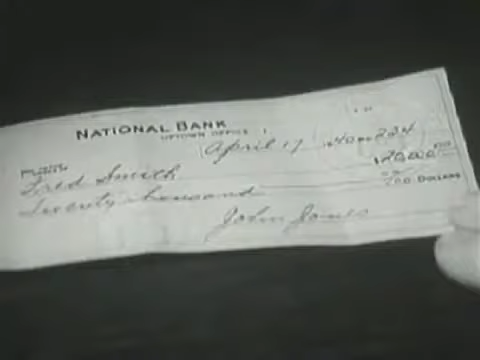 NATIONAL BANK
UPTOWN OFFICE
April 17
Fred Smith
Twenty thousand
DOLLARS
John Jones